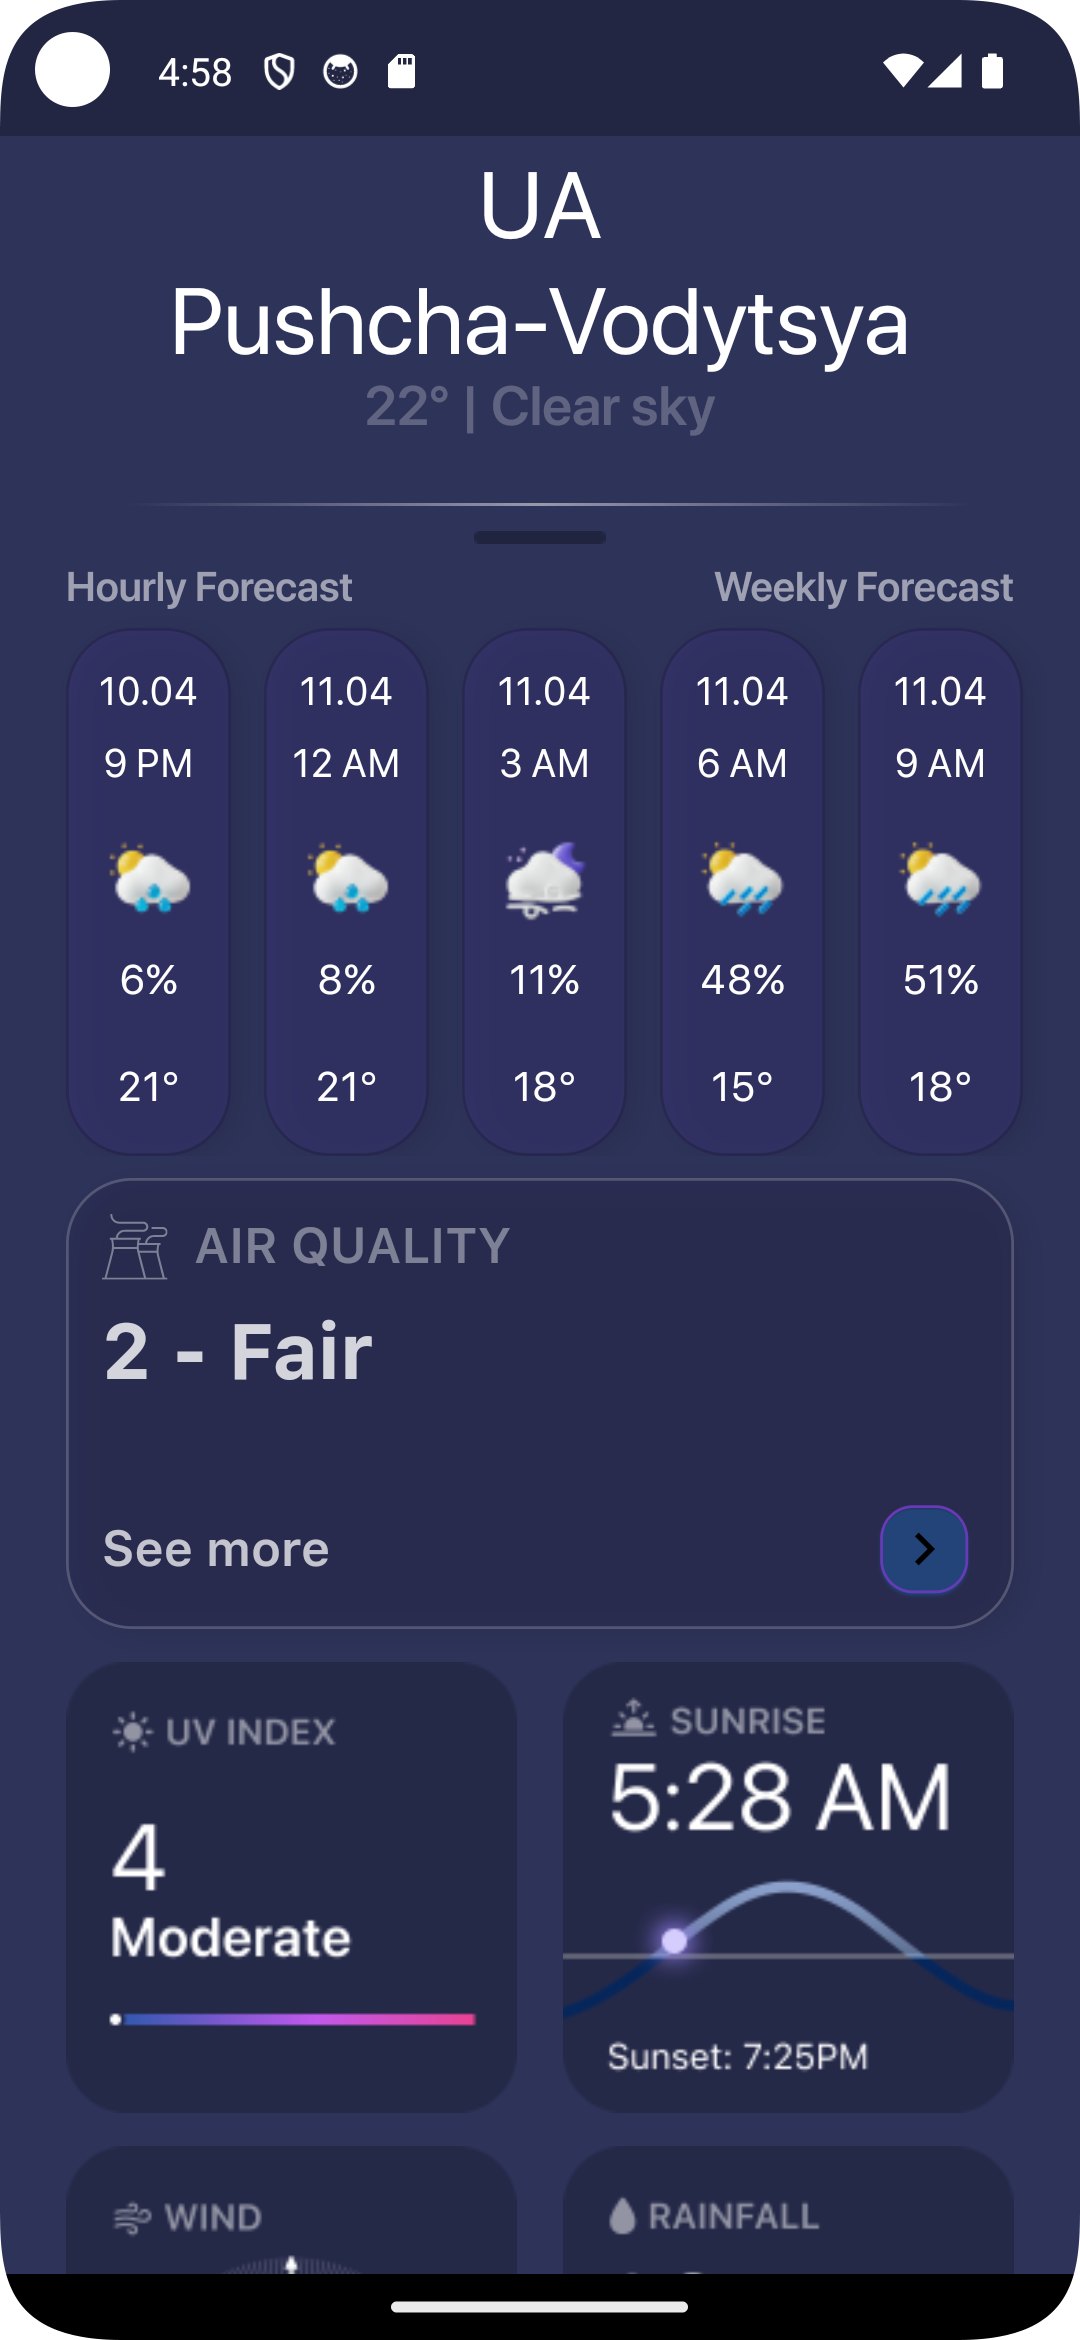 4:58
UA
Pushcha-Vodytsya
22° | Clear sky
Hourly Forecast
Weekly Forecast
10.04
9 PM
6%
21°
11.04
12 AM
8%
21°
11.04
3 AM
11%
18°
11.04
6 AM
48%
15°
11.04
9 AM
51%
18°
AIR QUALITY
2 - Fair
See more
UV INDEX
4
Moderate
SUNRISE
5:28 AM
Sunset: 7:25PM
WIND
RAINFALL